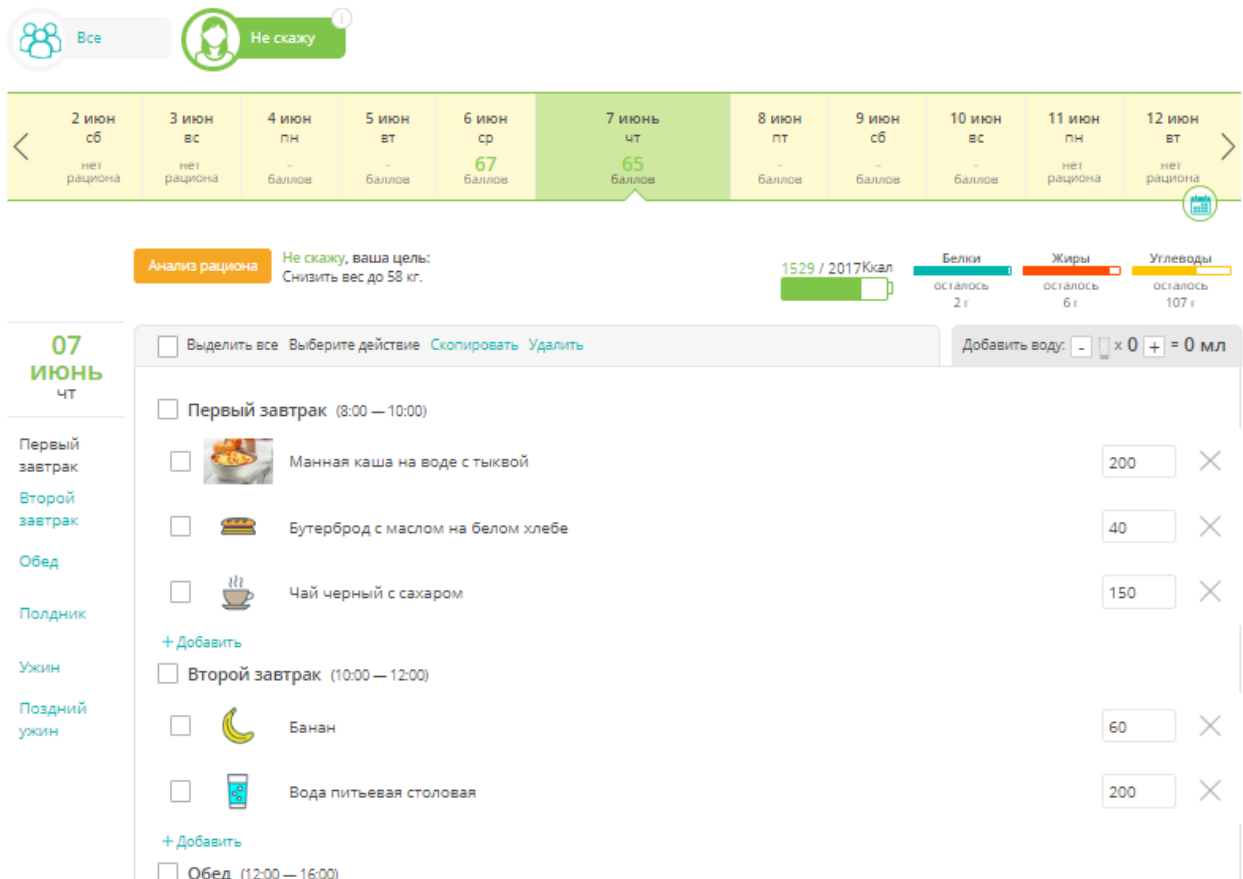 Все
Не скажу
i
2 июн 3 июн 4 июн 5 июн 6 июн 7 июнь 8 июн 9 июн 10 июн 11 июн 12 июн
сб вс пн вт ср чт пт сб вс пн вт
нет рациона нет рациона - баллов - баллов 67 баллов 65 баллов - баллов - баллов - баллов нет рациона нет рациона
Анализ рациона
Не скажу, ваша цель:
Снизить вес до 58 кг.
1529 / 2017Ккал
Белки
осталось
2 г
Жиры
осталось
6 г
Углеводы
осталось
107 г
07
июнь
чт
Первый
завтрак
Второй
завтрак
Обед
Полдник
Ужин
Поздний
ужин
Выделить все Выберите действие Скопировать Удалить
Добавить воду: - x 0 + = 0 мл
Первый завтрак (8:00 — 10:00)
Манная каша на воде с тыквой 200
Бутерброд с маслом на белом хлебе 40
Чай черный с сахаром 150
+ Добавить
Второй завтрак (10:00 — 12:00)
Банан 60
Вода питьевая столовая 200
+ Добавить
Обед (12:00 — 16:00)